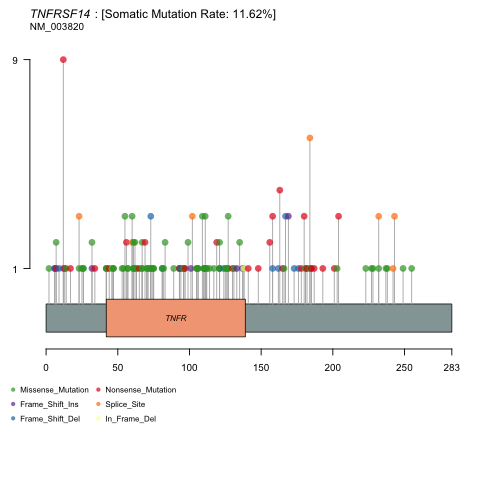 TNFRSF14 : [Somatic Mutation Rate: 11.62%]
NM_003820
9
1
TNFR
0 50 100 150 200 250 283
Missense_Mutation Nonsense_Mutation
Frame_Shift_Ins Splice_Site
Frame_Shift_Del In_Frame_Del